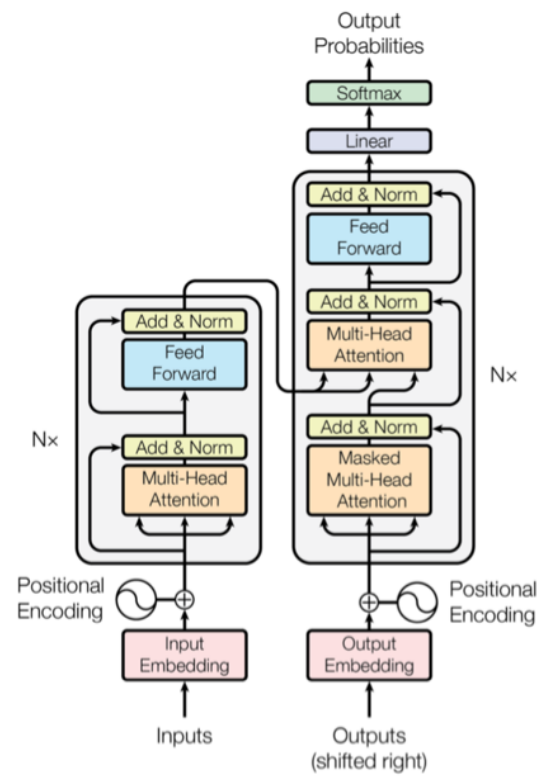 Output
Probabilities
Softmax
Linear
Add & Norm
Feed
Forward
Add & Norm
Multi-Head
Attention
Add & Norm
Masked
Multi-Head
Attention
Nx
Add & Norm
Feed
Forward
Add & Norm
Multi-Head
Attention
N×
Positional
Encoding
Positional
Encoding
Input
Embedding
Output
Embedding
Inputs
Outputs
(shifted right)